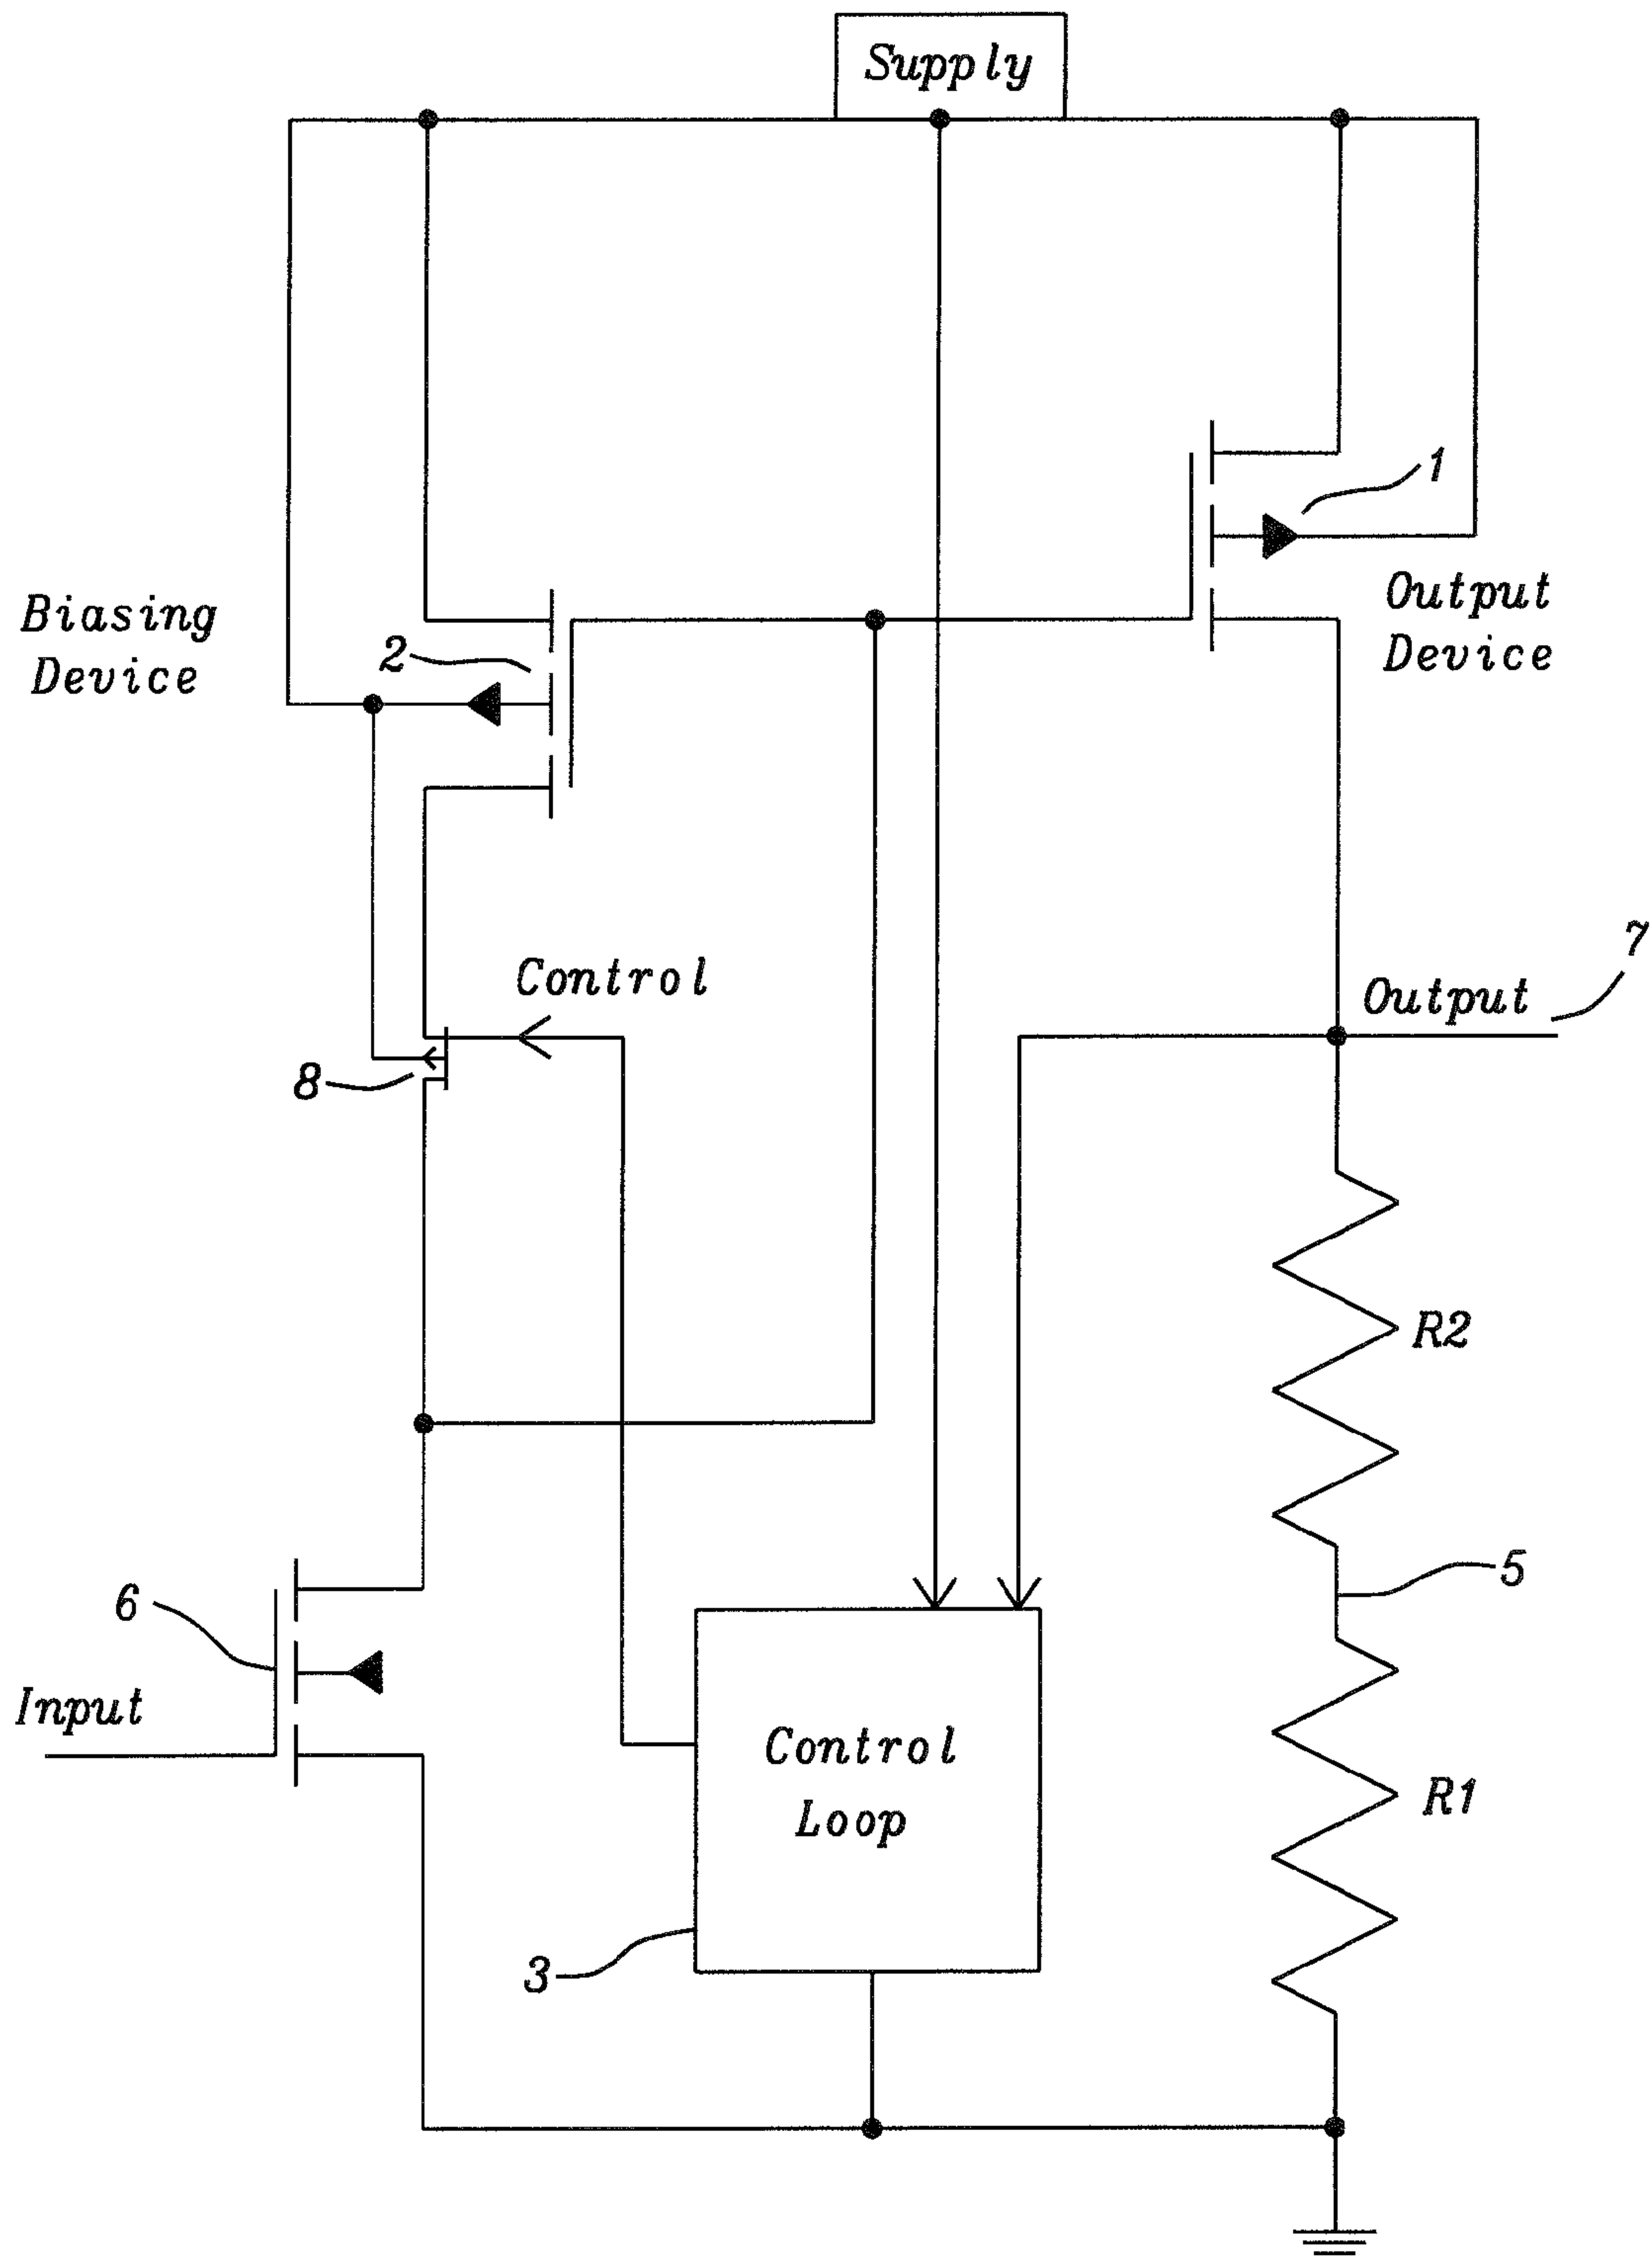 Supply
1
Biasing
Device
2
Output
Device
Control
7
Output
8
R2
5
6
Input
Control
Loop
R1
3